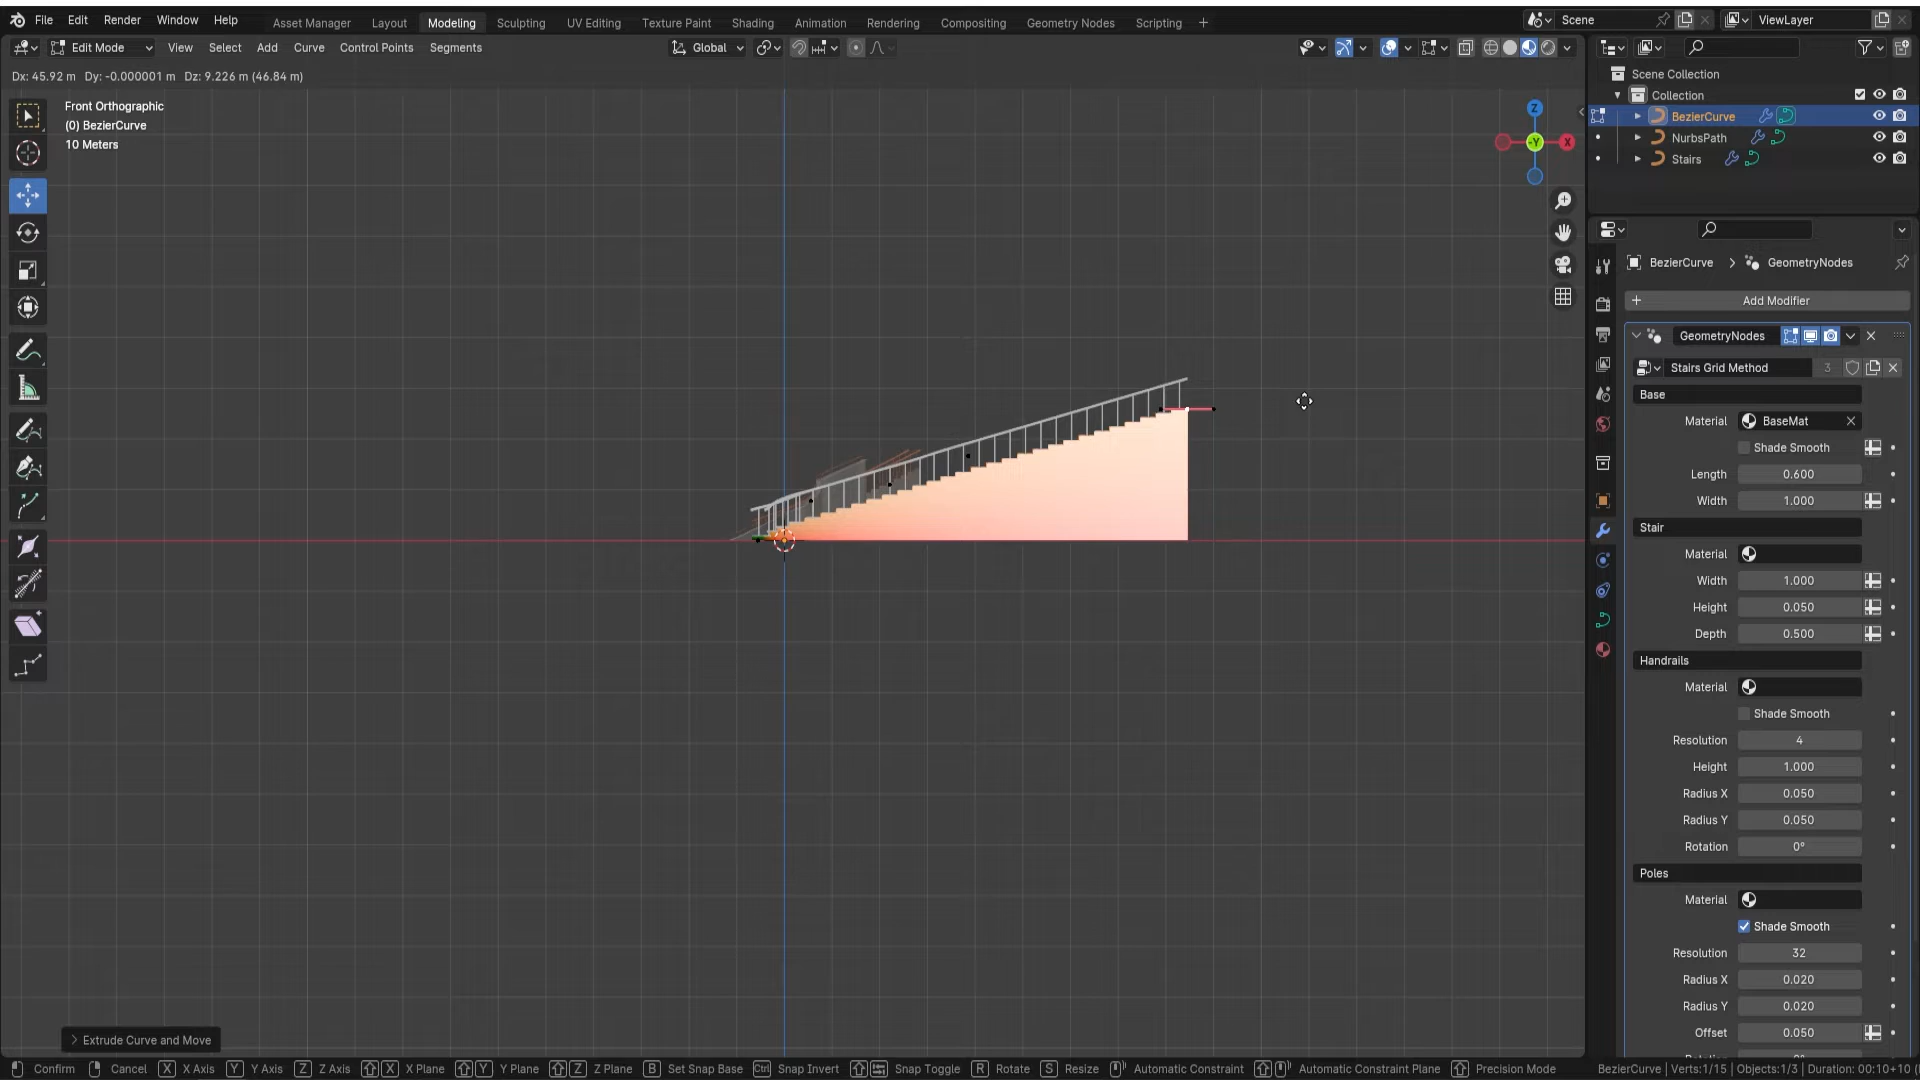 File Edit Render Window Help Asset Manager Layout Modeling Sculpting UV Editing Texture Paint Shading Animation Rendering Compositing Geometry Nodes Scripting + Scene ViewLayer
Edit Mode View Select Add Curve Control Points Segments Global
Dx: 45.92 m Dy: -0.000001 m Dz: 9.226 m (46.84 m)
Front Orthographic
(0) BezierCurve
10 Meters
Z
X
-Y
Scene Collection
Collection
BezierCurve
NurbsPath
Stairs
BezierCurve > GeometryNodes
+ Add Modifier
GeometryNodes
Stairs Grid Method 3
Base
Material BaseMat
Shade Smooth
Length 0.600
Width 1.000
Stair
Material
Width 1.000
Height 0.050
Depth 0.500
Handrails
Material
Shade Smooth
Resolution 4
Height 1.000
Radius X 0.050
Radius Y 0.050
Rotation 0°
Poles
Material
Shade Smooth
Resolution 32
Radius X 0.020
Radius Y 0.020
Offset 0.050
> Extrude Curve and Move
Confirm Cancel X X Axis Y Y Axis Z Z Axis X X Plane Y Y Plane Z Z Plane B Set Snap Base Ctrl Snap Invert Snap Toggle R Rotate S Resize Automatic Constraint Automatic Constraint Plane Precision Mode BezierCurve | Verts:1/15 | Objects:1/3 | Duration: 00:10+10 (